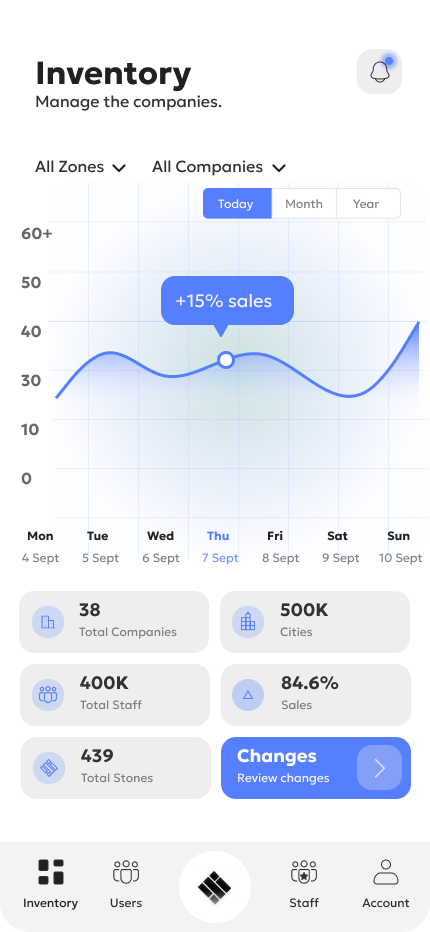 Inventory
Manage the companies.
All Zones All Companies
Today Month Year
60+
50
+15% sales
40
30
10
0
Mon Tue Wed Thu Fri Sat Sun
4 Sept 5 Sept 6 Sept 7 Sept 8 Sept 9 Sept 10 Sept
38
Total Companies
500K
Cities
400K
Total Staff
84.6%
Sales
439
Total Stones
Changes
Review changes
Inventory Users Staff Account